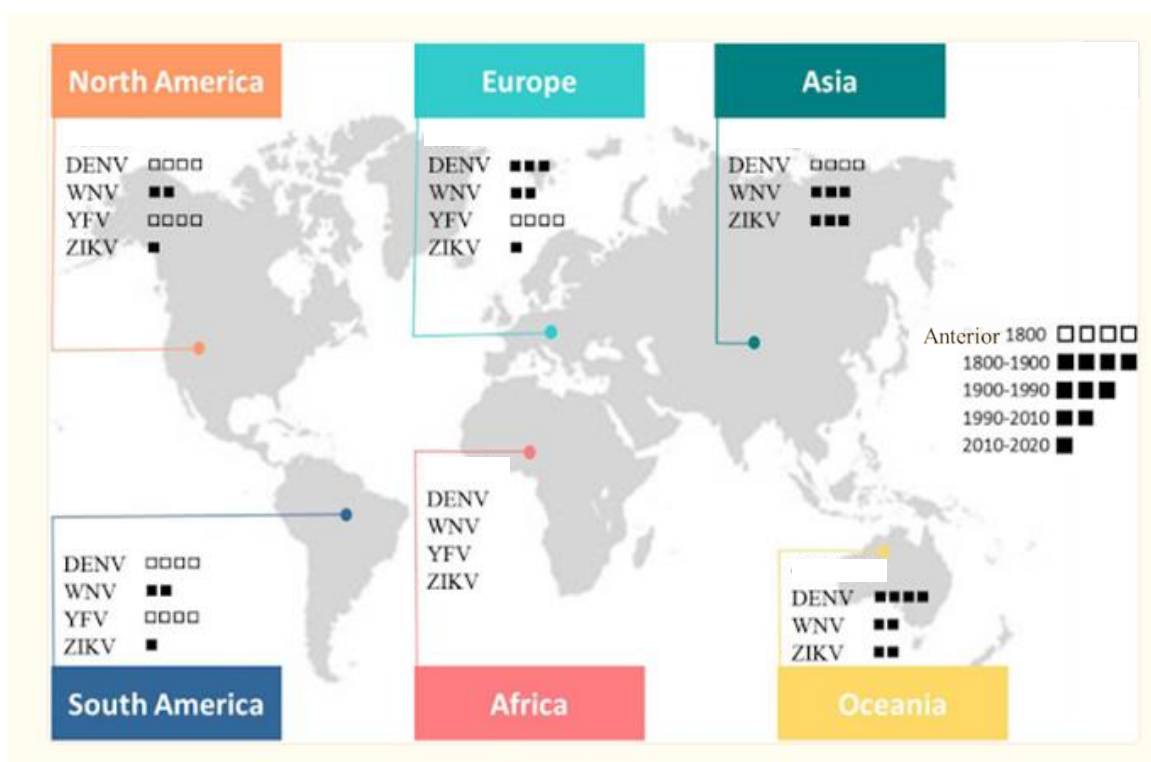 North America
DENV □□□□
WNV ■■
YFV □□□□
ZIKV ■
Europe
DENV ■■■
WNV ■■
YFV □□□□
ZIKV ■
Asia
DENV □□□□
WNV ■■■
ZIKV ■■■
Anterior 1800 □□□□
1800-1900 ■■■■
1900-1990 ■■■
1990-2010 ■■
2010-2020 ■
DENV □□□□
WNV ■■
YFV □□□□
ZIKV ■
South America
DENV
WNV
YFV
ZIKV
Africa
DENV ■■■■
WNV ■■
ZIKV ■■
Oceania